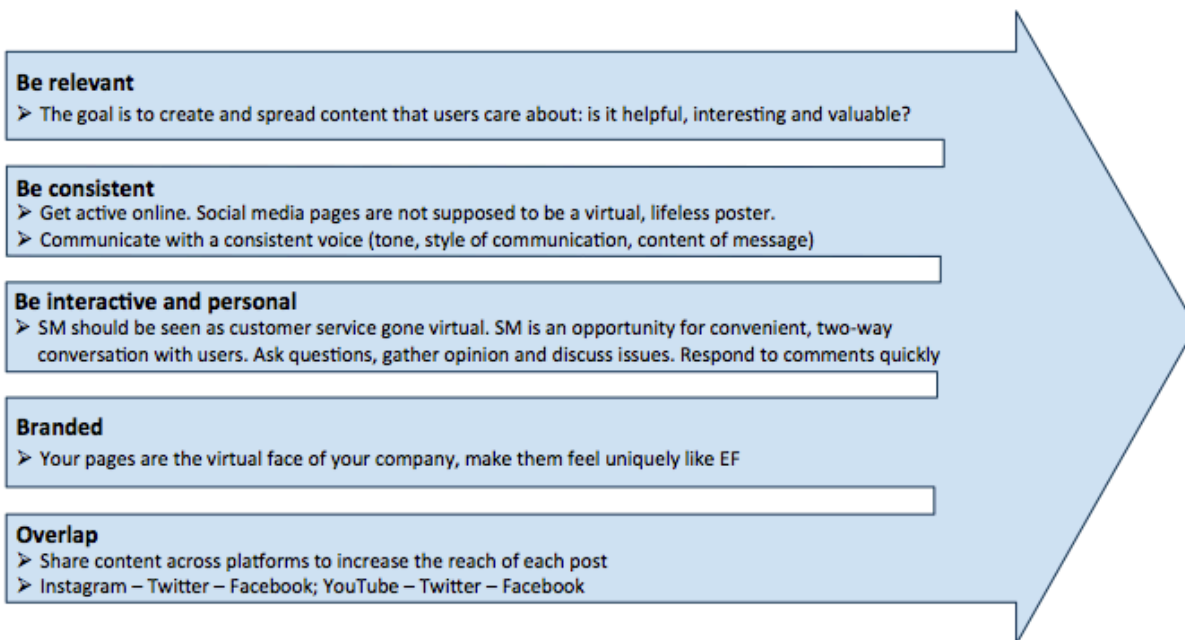 Be relevant
➢ The goal is to create and spread content that users care about: is it helpful, interesting and valuable?
Be consistent
➢ Get active online. Social media pages are not supposed to be a virtual, lifeless poster.
➢ Communicate with a consistent voice (tone, style of communication, content of message)
Be interactive and personal
➢ SM should be seen as customer service gone virtual. SM is an opportunity for convenient, two-way
conversation with users. Ask questions, gather opinion and discuss issues. Respond to comments quickly
Branded
➢ Your pages are the virtual face of your company, make them feel uniquely like EF
Overlap
➢ Share content across platforms to increase the reach of each post
➢ Instagram – Twitter – Facebook; YouTube – Twitter – Facebook